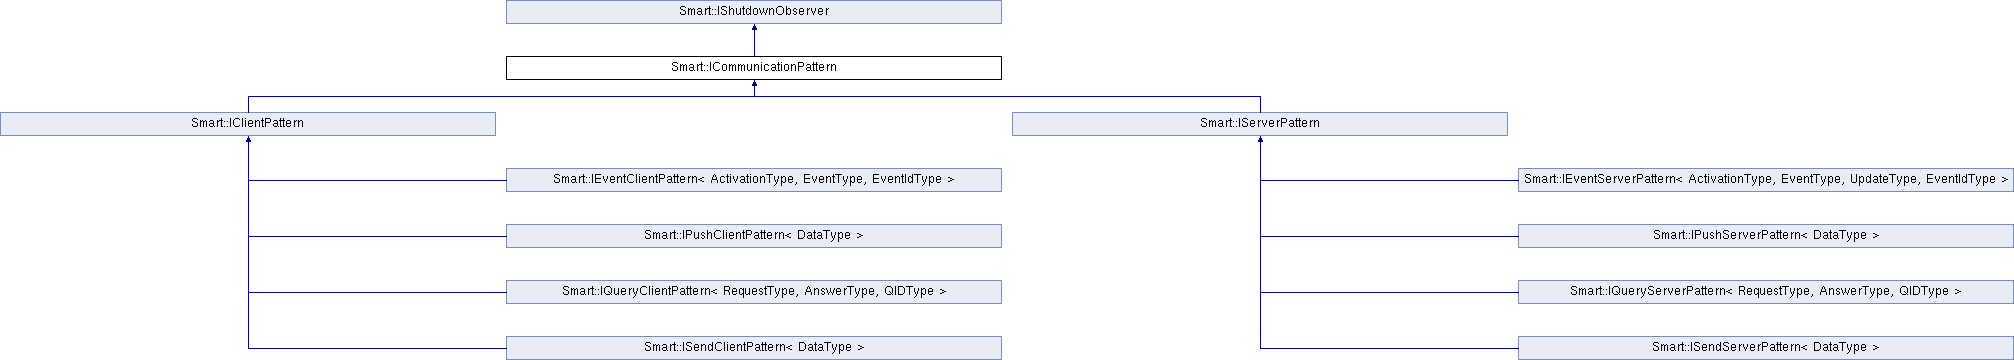 Smart::IShutdownObserver
Smart::ICommunicationPattern
Smart::IClientPattern
Smart::IServerPattern
Smart::IEventClientPattern< ActivationType, EventType, EventIdType >
Smart::IEventServerPattern< ActivationType, EventType, UpdateType, EventIdType >
Smart::IPushClientPattern< DataType >
Smart::IPushServerPattern< DataType >
Smart::IQueryClientPattern< RequestType, AnswerType, QIDType >
Smart::IQueryServerPattern< RequestType, AnswerType, QIDType >
Smart::ISendClientPattern< DataType >
Smart::ISendServerPattern< DataType >